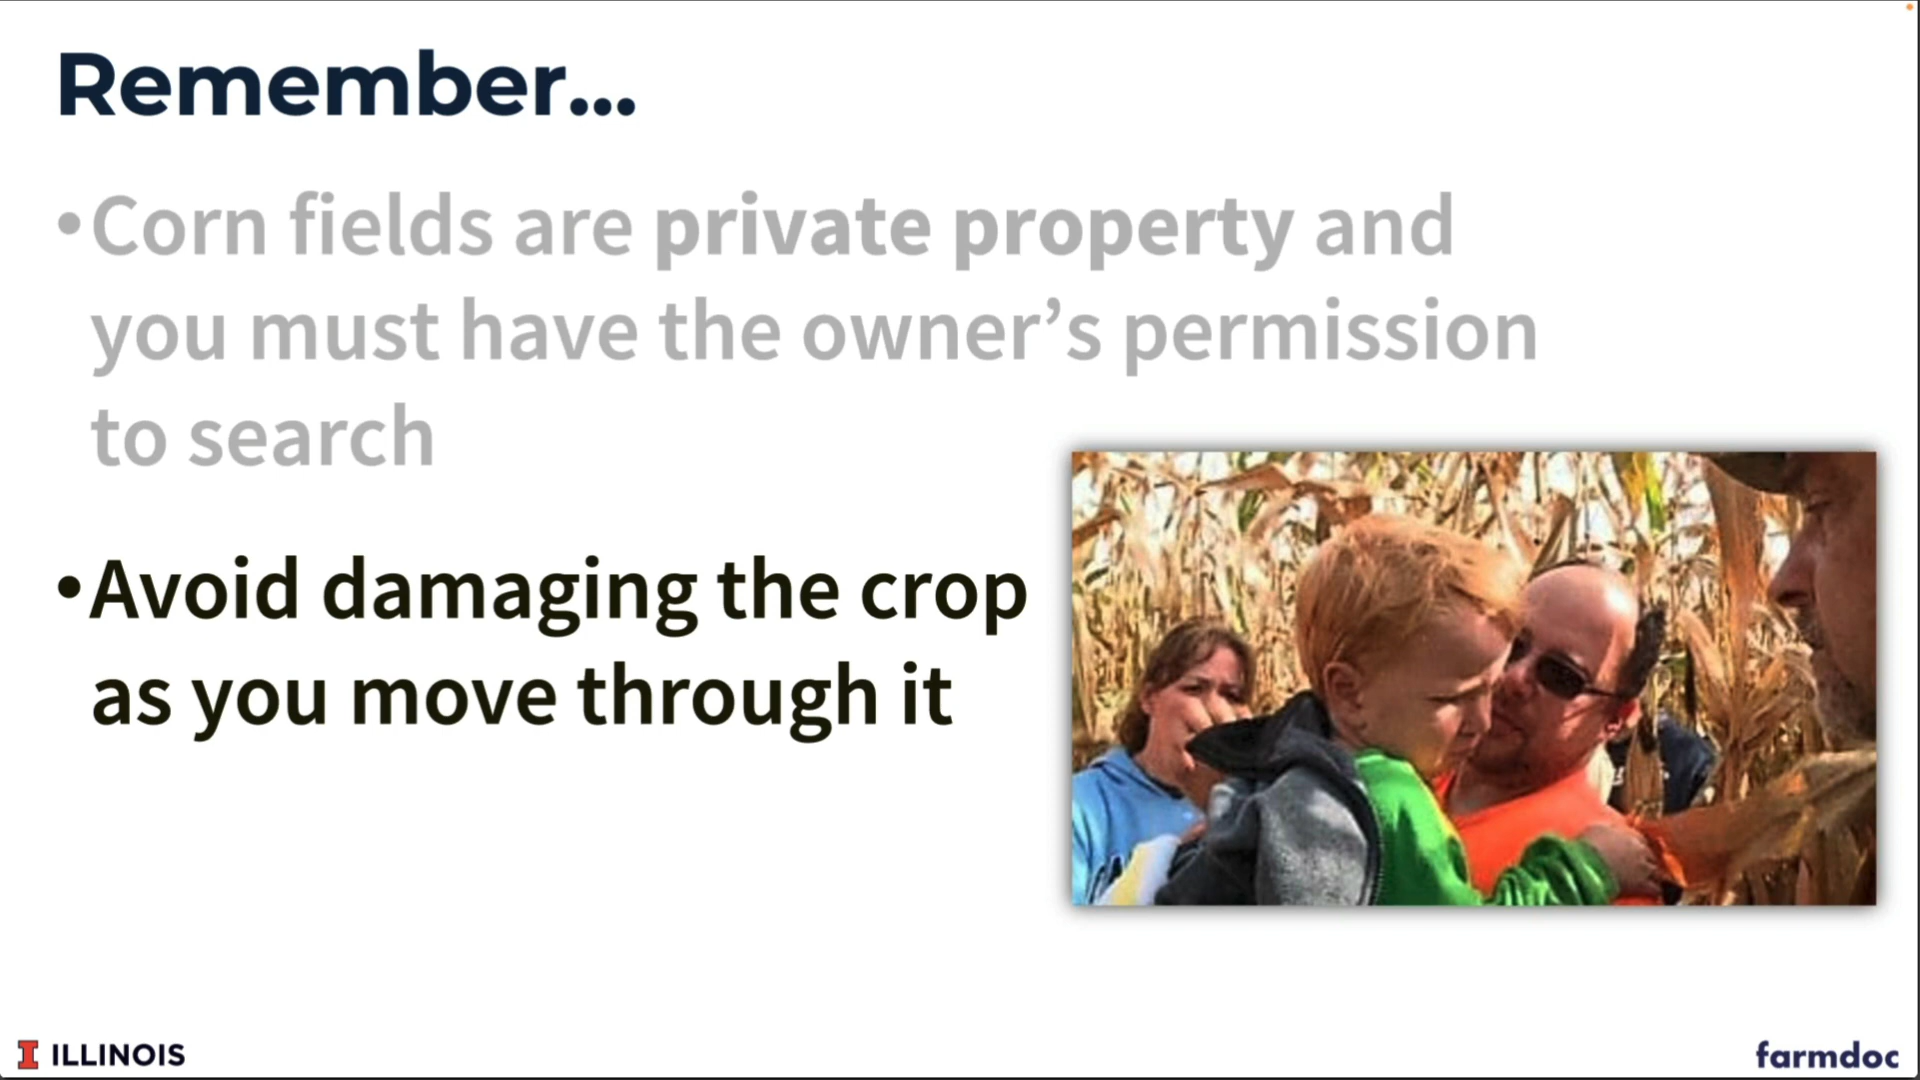 Remember...
•Corn fields are private property and
you must have the owner’s permission
to search
•Avoid damaging the crop
as you move through it
I ILLINOIS
farmdoc